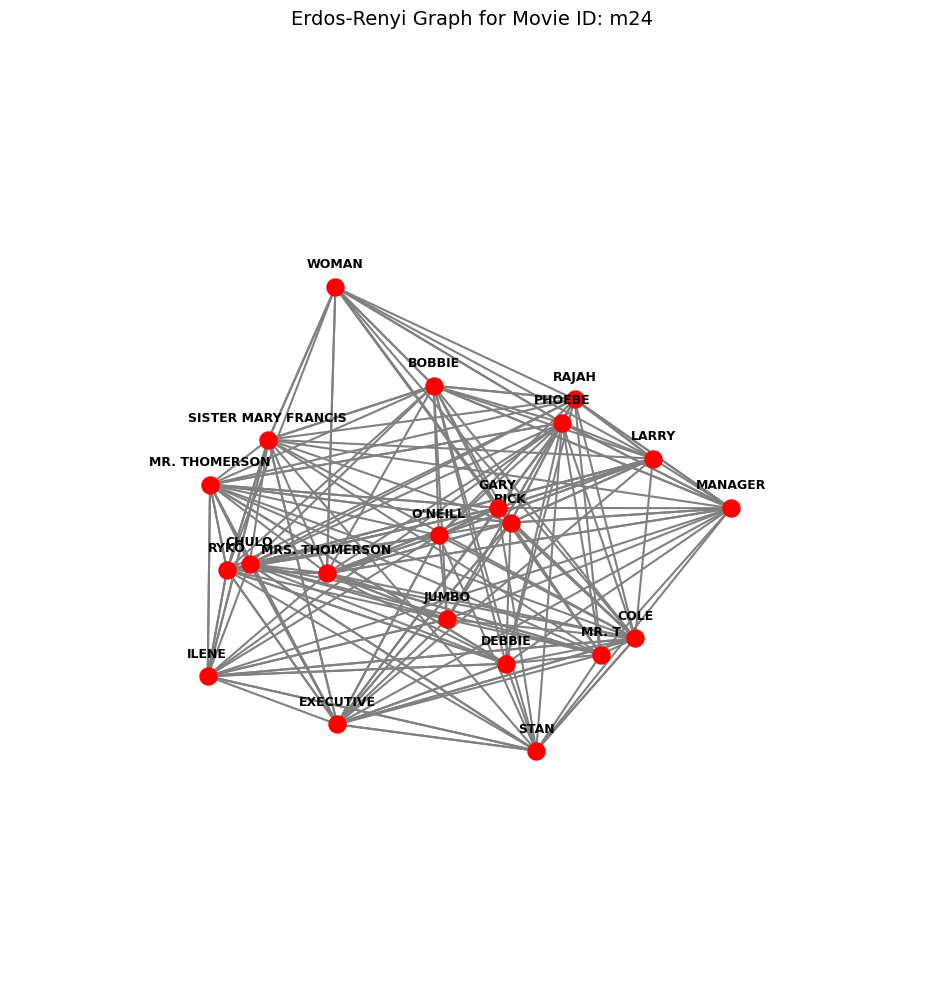 Erdos-Renyi Graph for Movie ID: m24
WOMAN
BOBBIE
RAJAH
PHOEBE
SISTER MARY FRANCIS
LARRY
MR. THOMERSON
GARY
MANAGER
RICK
O'NEILL
CHULO
RYKO
MRS. THOMERSON
JUMBO
COLE
MR. T
DEBBIE
ILENE
EXECUTIVE
STAN